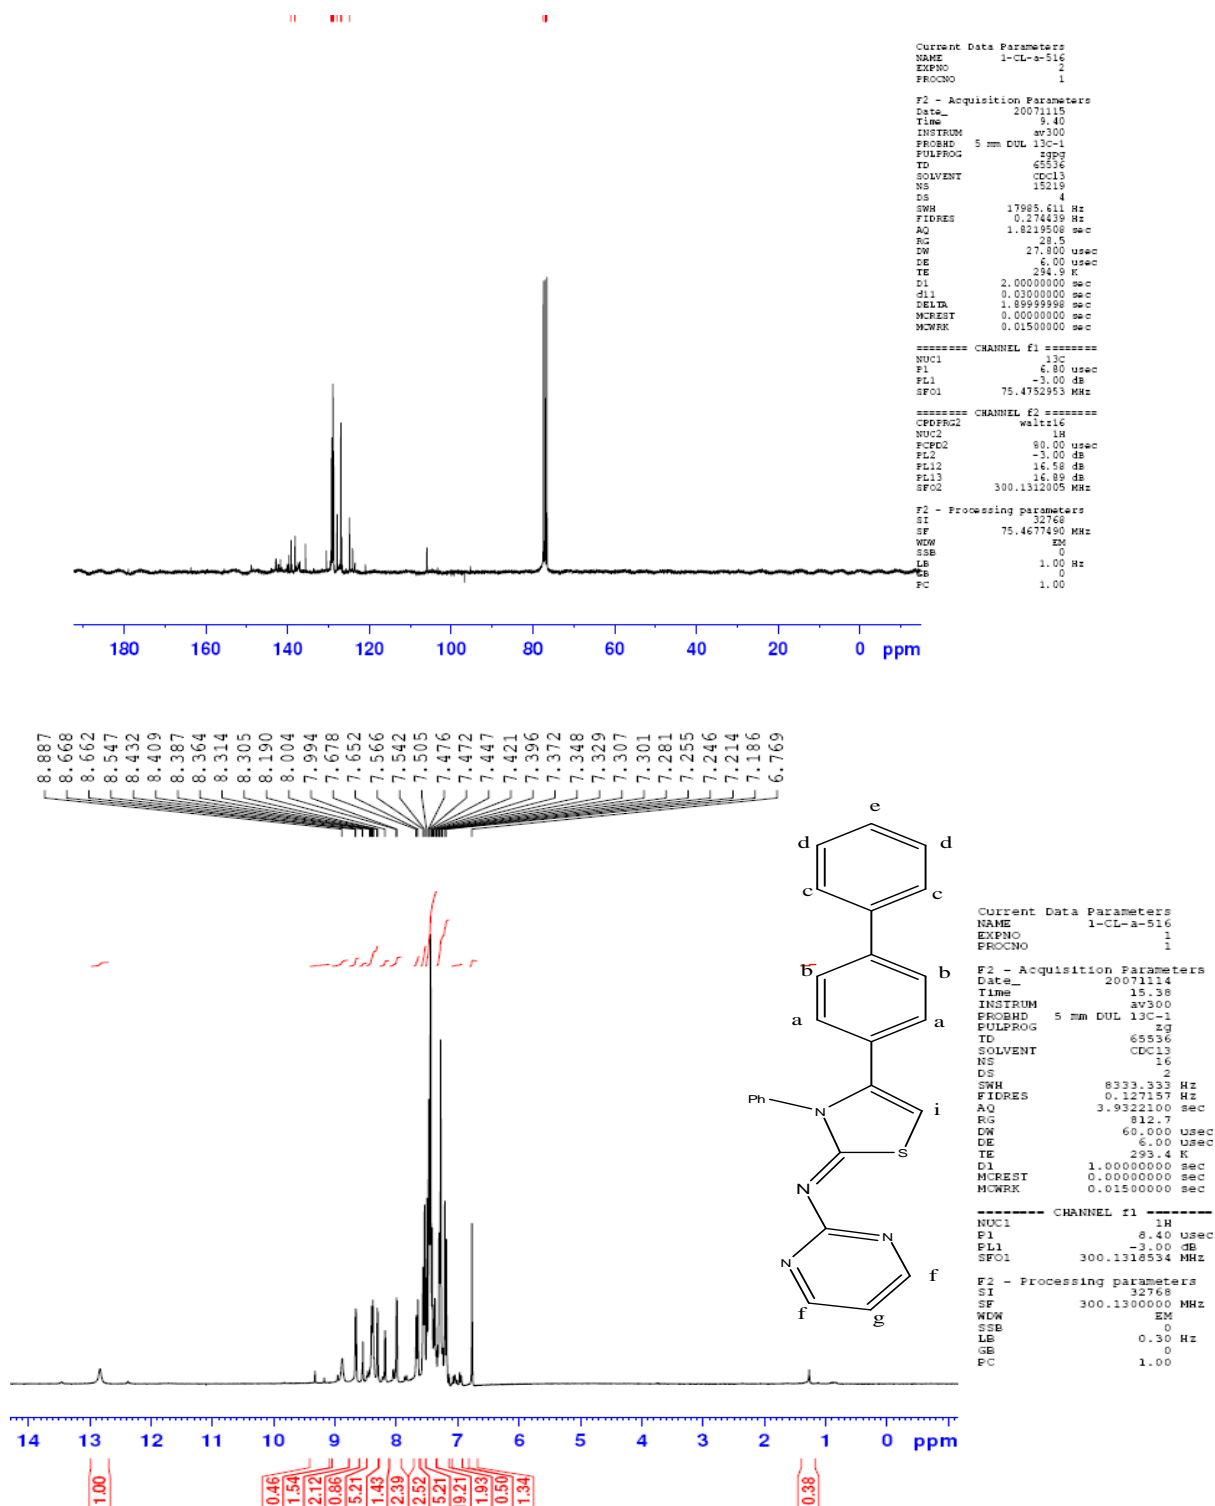 Current Data Parameters
NAME 1-CL-a-516
EXPNO 2
PROCNO 1
F2 - Acquisition Parameters
Date_ 20071115
Time 9.40
INSTRUM av300
PROBHD 5 mm DUL 13C-1
PULPROG zgpg
TD 65536
SOLVENT CDCl3
NS 15219
DS 4
SWH 17985.611 Hz
FIDRES 0.274439 Hz
AQ 1.8219508 sec
RG 28.5
DW 27.800 usec
DE 6.00 usec
TE 294.9 K
D1 2.00000000 sec
d11 0.03000000 sec
DELTA 1.89999998 sec
MCREST 0.00000000 sec
MCWRK 0.01500000 sec
======== CHANNEL f1 ========
NUC1 13C
P1 6.80 usec
PL1 -3.00 dB
SFO1 75.4752953 MHz
======== CHANNEL f2 ========
CPDPRG2 waltz16
NUC2 1H
PCPD2 90.00 usec
PL2 -3.00 dB
PL12 16.58 dB
PL13 16.89 dB
SFO2 300.1312005 MHz
F2 - Processing parameters
SI 32768
SF 75.4677490 MHz
WDW EM
SSB 0
LB 1.00 Hz
GB 0
PC 1.00
180 160 140 120 100 80 60 40 20 0 ppm
8.887
8.668
8.662
8.547
8.432
8.409
8.387
8.364
8.314
8.305
8.190
8.004
7.994
7.678
7.652
7.566
7.542
7.505
7.476
7.472
7.447
7.421
7.396
7.372
7.348
7.329
7.307
7.301
7.281
7.255
7.246
7.214
7.186
6.769
e
d d
c c
b b
a a
Ph N i
S
N
N N
f
f g
Current Data Parameters
NAME 1-CL-a-516
EXPNO 1
PROCNO 1
F2 - Acquisition Parameters
Date_ 20071114
Time 15.38
INSTRUM av300
PROBHD 5 mm DUL 13C-1
PULPROG zg
TD 65536
SOLVENT CDCl3
NS 16
DS 2
SWH 8333.333 Hz
FIDRES 0.127157 Hz
AQ 3.9322100 sec
RG 812.7
DW 60.000 usec
DE 6.00 usec
TE 293.4 K
D1 1.00000000 sec
MCREST 0.00000000 sec
MCWRK 0.01500000 sec
======== CHANNEL f1 ========
NUC1 1H
P1 8.40 usec
PL1 -3.00 dB
SFO1 300.1318534 MHz
F2 - Processing parameters
SI 32768
SF 300.1300000 MHz
WDW EM
SSB 0
LB 0.30 Hz
GB 0
PC 1.00
14 13 12 11 10 9 8 7 6 5 4 3 2 1 0 ppm
1.00
0.46
1.54
2.12
0.86
5.21
1.43
2.39
2.52
5.21
9.21
1.93
0.50
1.34
0.38